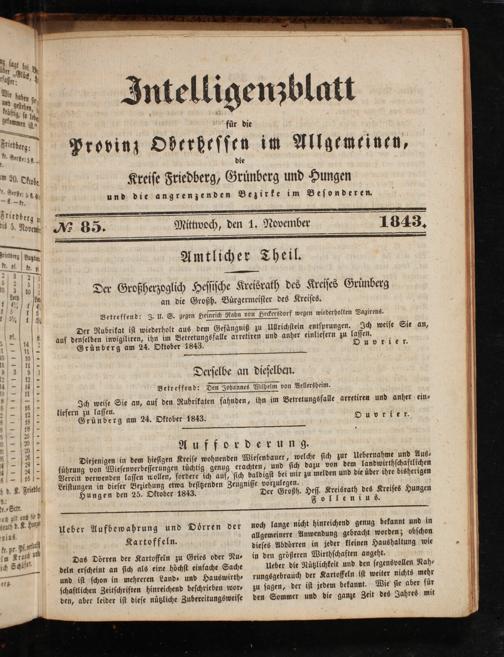 Intelligenzblatt
für die
Provinz Oberhessen im Allgemeinen,
die
Kreise Friedberg, Grünberg und Hungen
und die angrenzenden Bezirke im Besonderen.
№ 85. Mittwoch, den 1. November 1843.
Amtlicher Theil.
Der Großherzoglich Hessische Kreisrath des Kreises Grünberg
an die Großh. Bürgermeister des Kreises.
Betreffend: J. U. S. gegen Heinrich Rahn von Heckersdorf wegen wiederholten Vagirens.
Der Rubrikat ist wiederholt aus dem Gefängniß zu Ullrichstein entsprungen. Ich weise Sie an,
auf denselben invigiliren, ihn im Betretungsfalle arretiren und anher einliefern zu lassen.
Grünberg am 24. Oktober 1843. Ouvrier.
Derselbe an dieselben.
Betreffend: Den Johannes Wilhelm von Bellersheim.
Ich weise Sie an, auf den Rubrikaten fahnden, ihn im Betretungsfalle arretiren und anher ein-
liefern zu lassen.
Grünberg am 24. Oktober 1843. Ouvrier.
Aufforderung.
Diejenigen in dem hiesigen Kreise wohnenden Wiesenbauer, welche sich zur Uebernahme und Aus-
führung von Wiesenverbesserungen tüchtig genug erachten, und sich dazu von dem landwirthschaftlichen
Verein verwenden lassen wollen, fordere ich auf, sich baldigst bei mir zu melden und die über ihre bisherigen
Leistungen in dieser Beziehung etwa besitzenden Zeugnisse vorzulegen.
Hungen den 25. Oktober 1843. Der Großh. Hess. Kreisrath des Kreises Hungen
Follenius.
Ueber Aufbewahrung und Dörren der
Kartoffeln.
Das Dörren der Kartoffeln zu Gries oder Nu-
deln erscheint an sich als eine höchst einfache Sache
und ist schon in mehreren Land- und Hauswirth-
schaftlichen Zeitschriften hinreichend beschrieben wor-
den, aber leider ist diese nützliche Zubereitungsweise
noch lange nicht hinreichend genug bekannt und in
allgemeinere Anwendung gebracht worden; obschon
dieses Abdörren in jeder kleinen Haushaltung wie
in den größeren Wirthschaften angeht.
Ueber die Nützlichkeit und den segensvollen Nah-
rungsgebrauch der Kartoffeln ist weiter nichts mehr
zu sagen, der ist jedem bekannt. Wie sie aber für
den Sommer und die ganze Zeit des Jahres mit